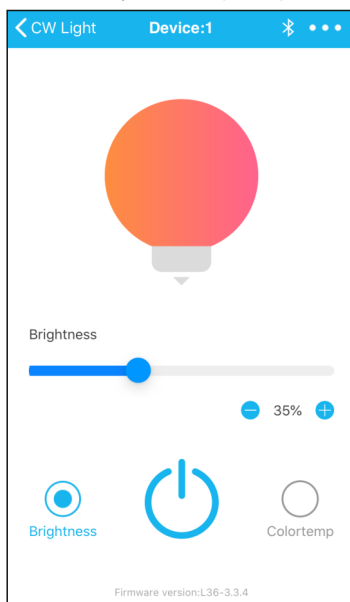 CW Light Device:1
Brightness
35%
Brightness Colortemp
Firmware version:L36-3.3.4